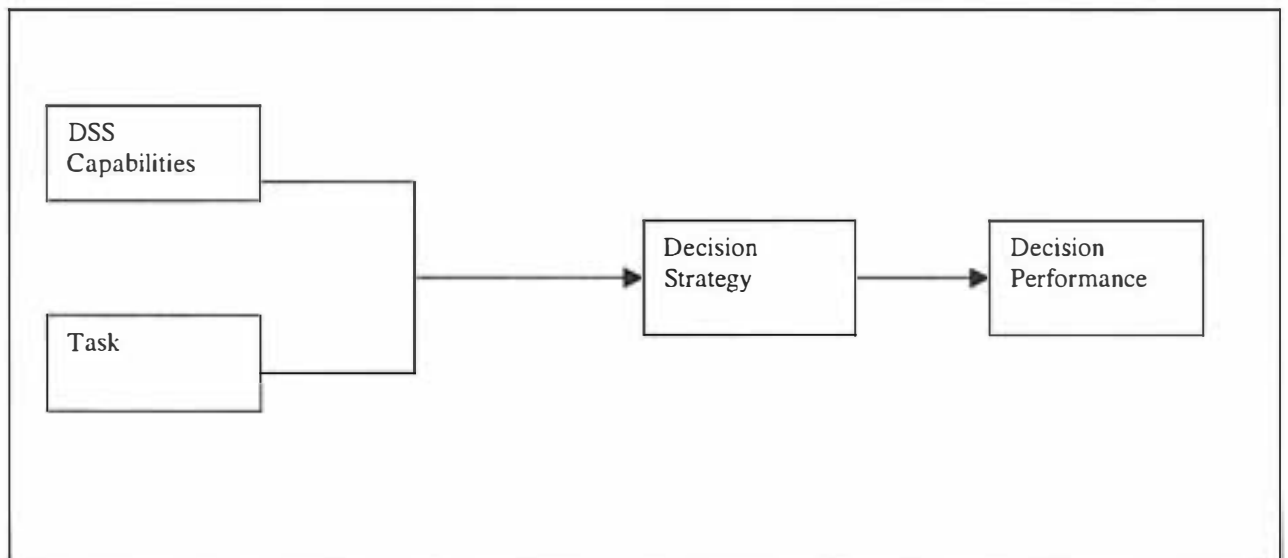 DSS
Capabilities
Task
Decision
Strategy
Decision
Performance